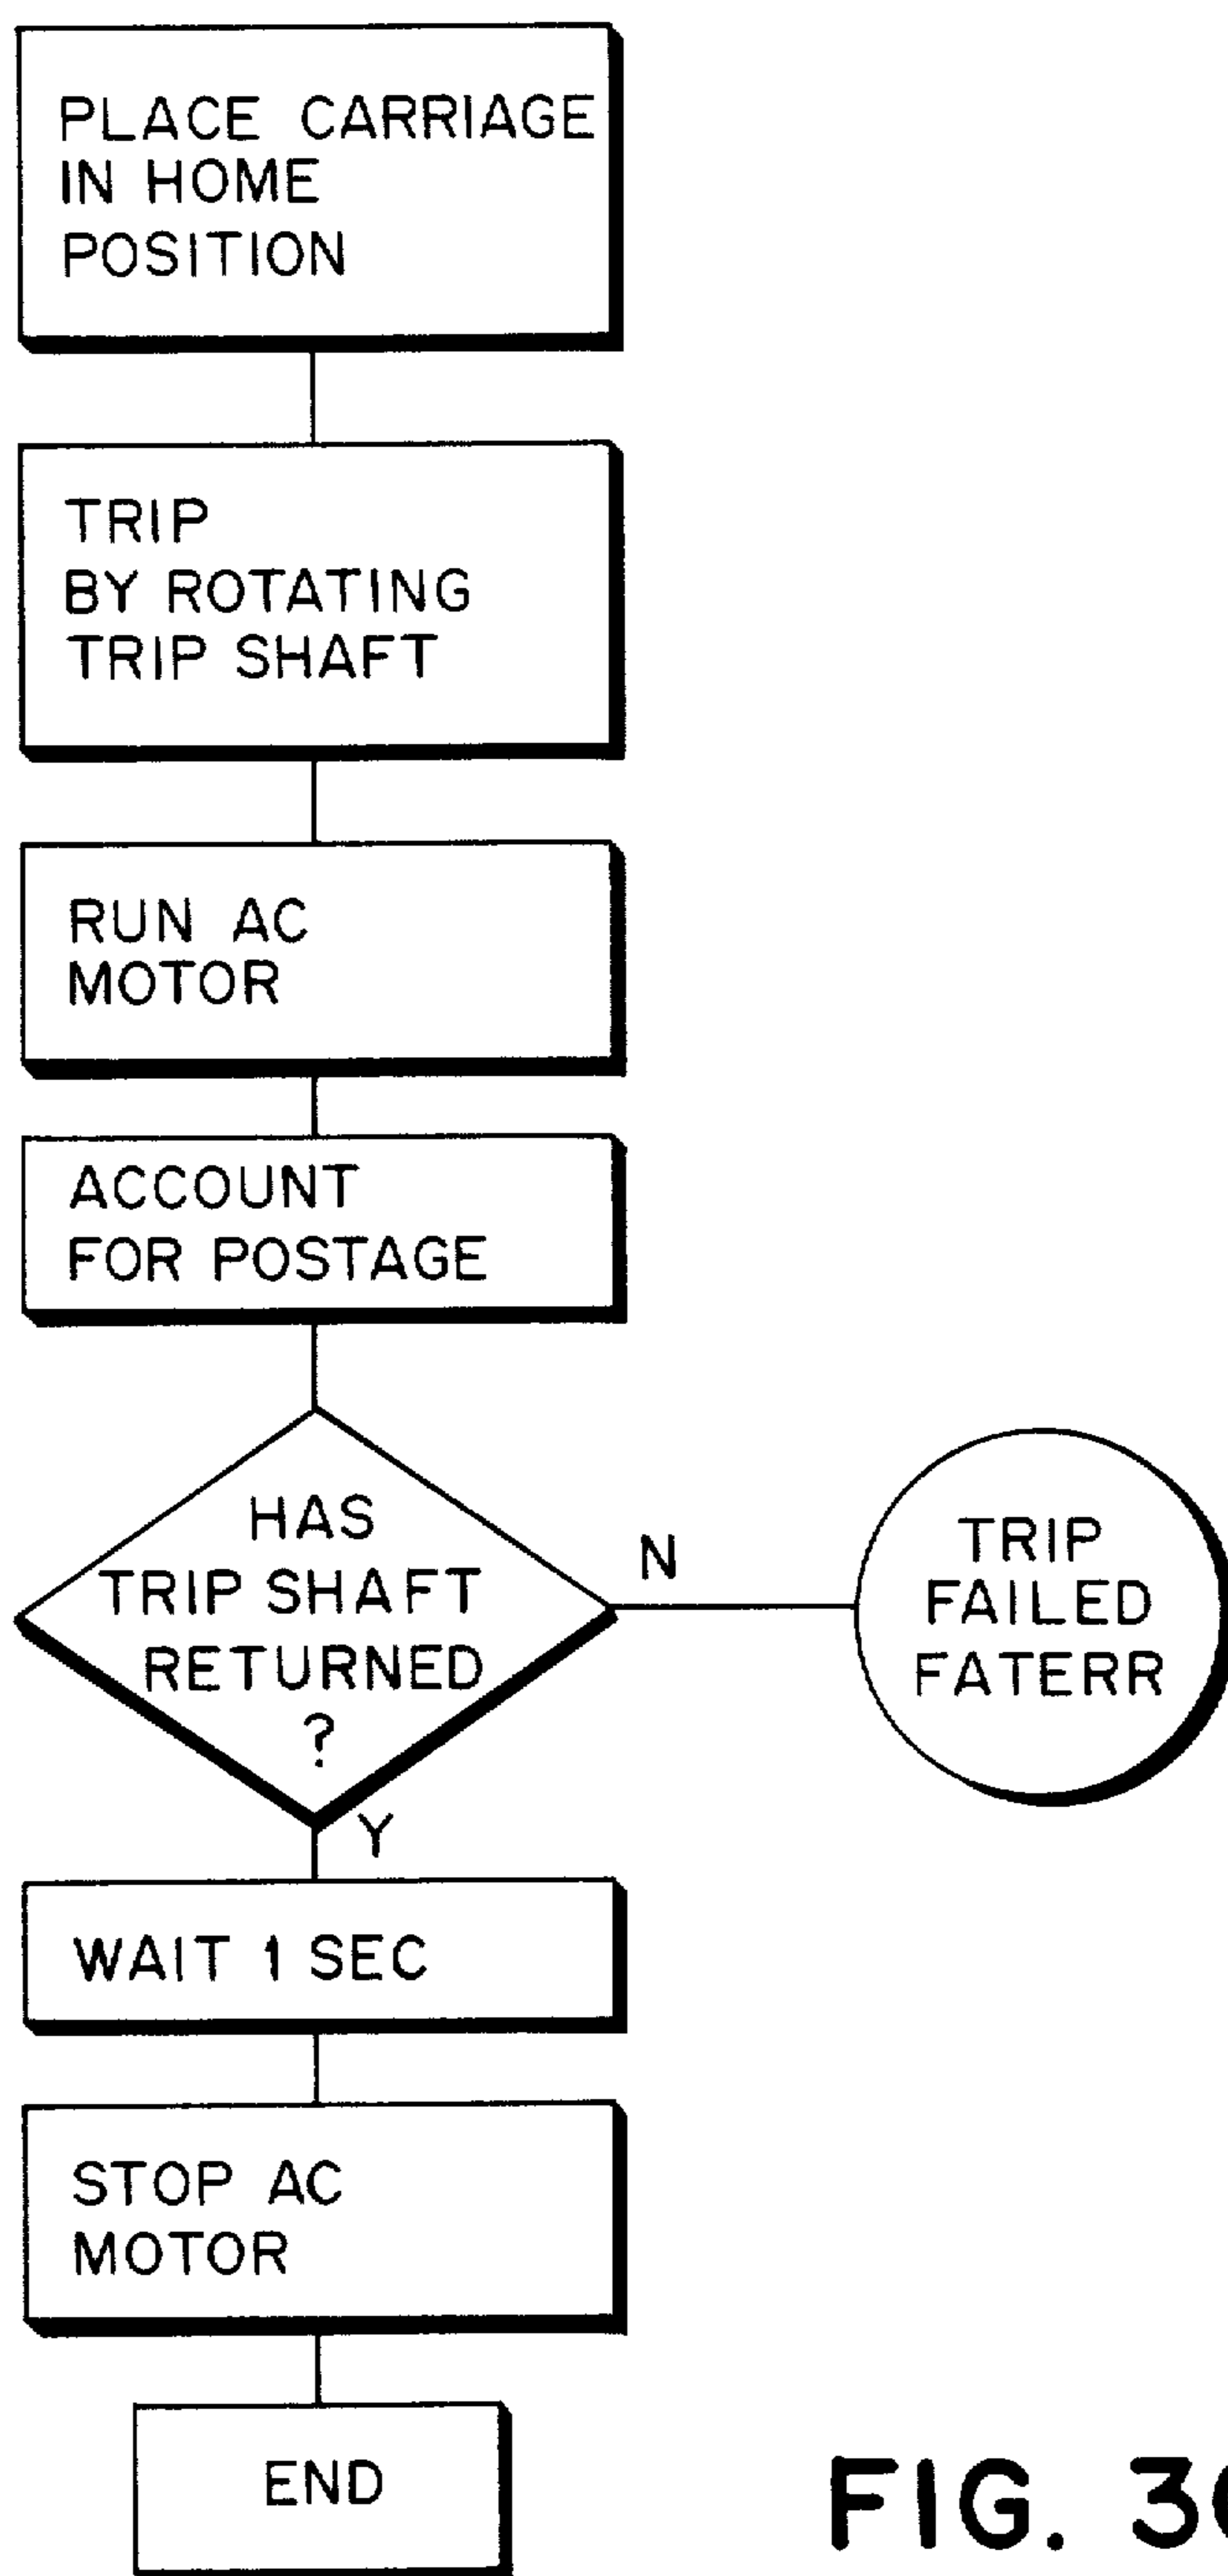 PLACE CARRIAGE
IN HOME
POSITION
TRIP
BY ROTATING
TRIP SHAFT
RUN AC
MOTOR
ACCOUNT
FOR POSTAGE
HAS
TRIP SHAFT
RETURNED
?
N
TRIP
FAILED
FATERR
Y
WAIT 1 SEC
STOP AC
MOTOR
END
FIG.